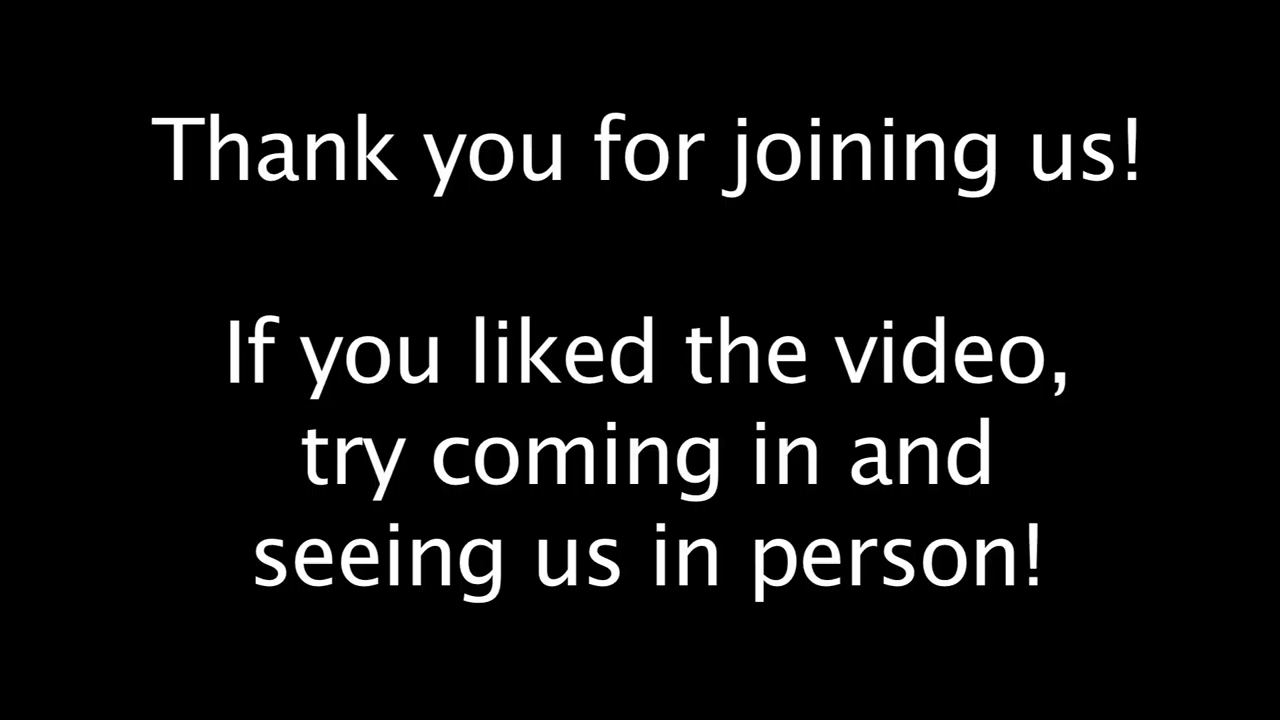 Thank you for joining us!
If you liked the video,
try coming in and
seeing us in person!